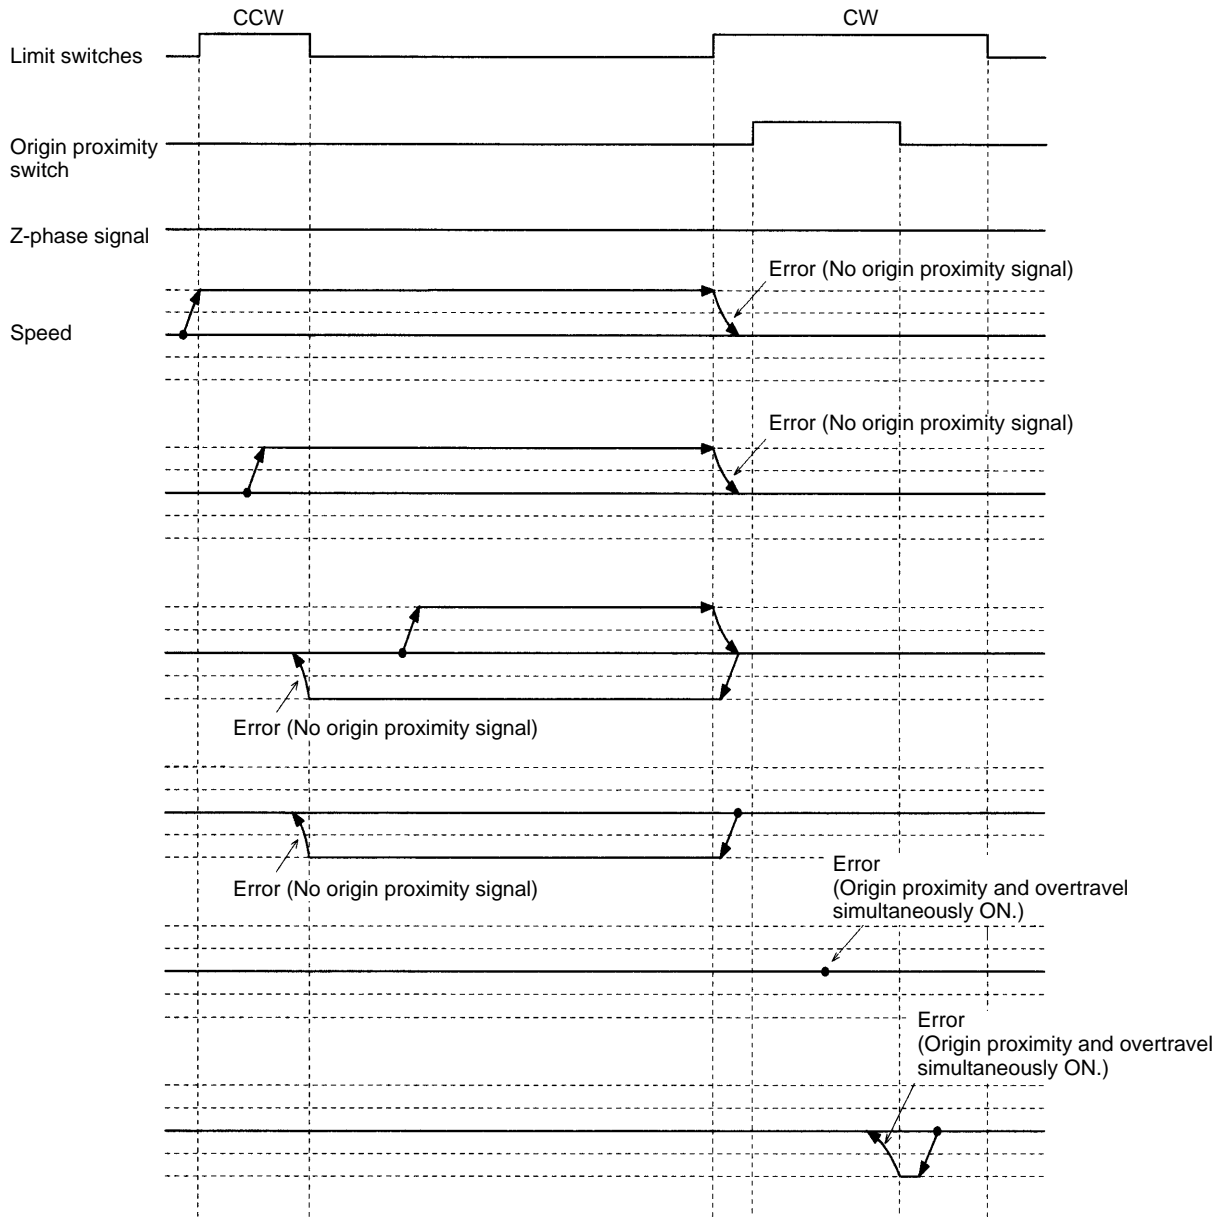 CCW
CW
Limit switches
Origin proximity
switch
Z-phase signal
Error (No origin proximity signal)
Speed
Error (No origin proximity signal)
Error (No origin proximity signal)
Error (No origin proximity signal)
Error
(Origin proximity and overtravel
simultaneously ON.)
Error
(Origin proximity and overtravel
simultaneously ON.)